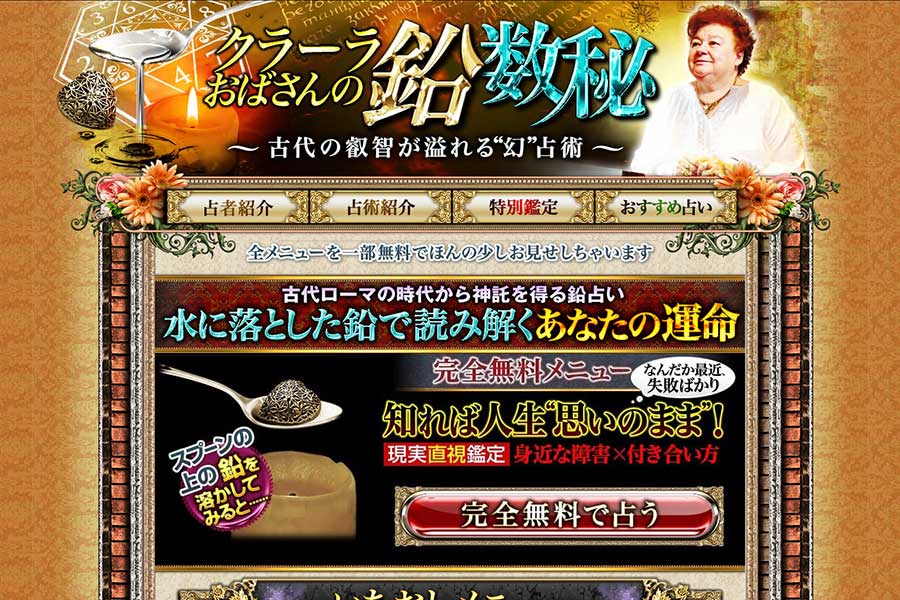 クラーラ
おばさんの
鉛数秘
～古代の叡智が溢れる“幻”占術～
占者紹介
占術紹介
特別鑑定
おすすめ占い
全メニューを一部無料でほんの少しお見せしちゃいます
古代ローマの時代から神託を得る鉛占い
水に落とした鉛で読み解くあなたの運命
完全無料メニュー
なんだか最近、
失敗ばかり
知れば人生“思いのまま”!
現実直視鑑定 身近な障害×付き合い方
スプーンの
上の鉛を
溶かして
みると……
完全無料で占う